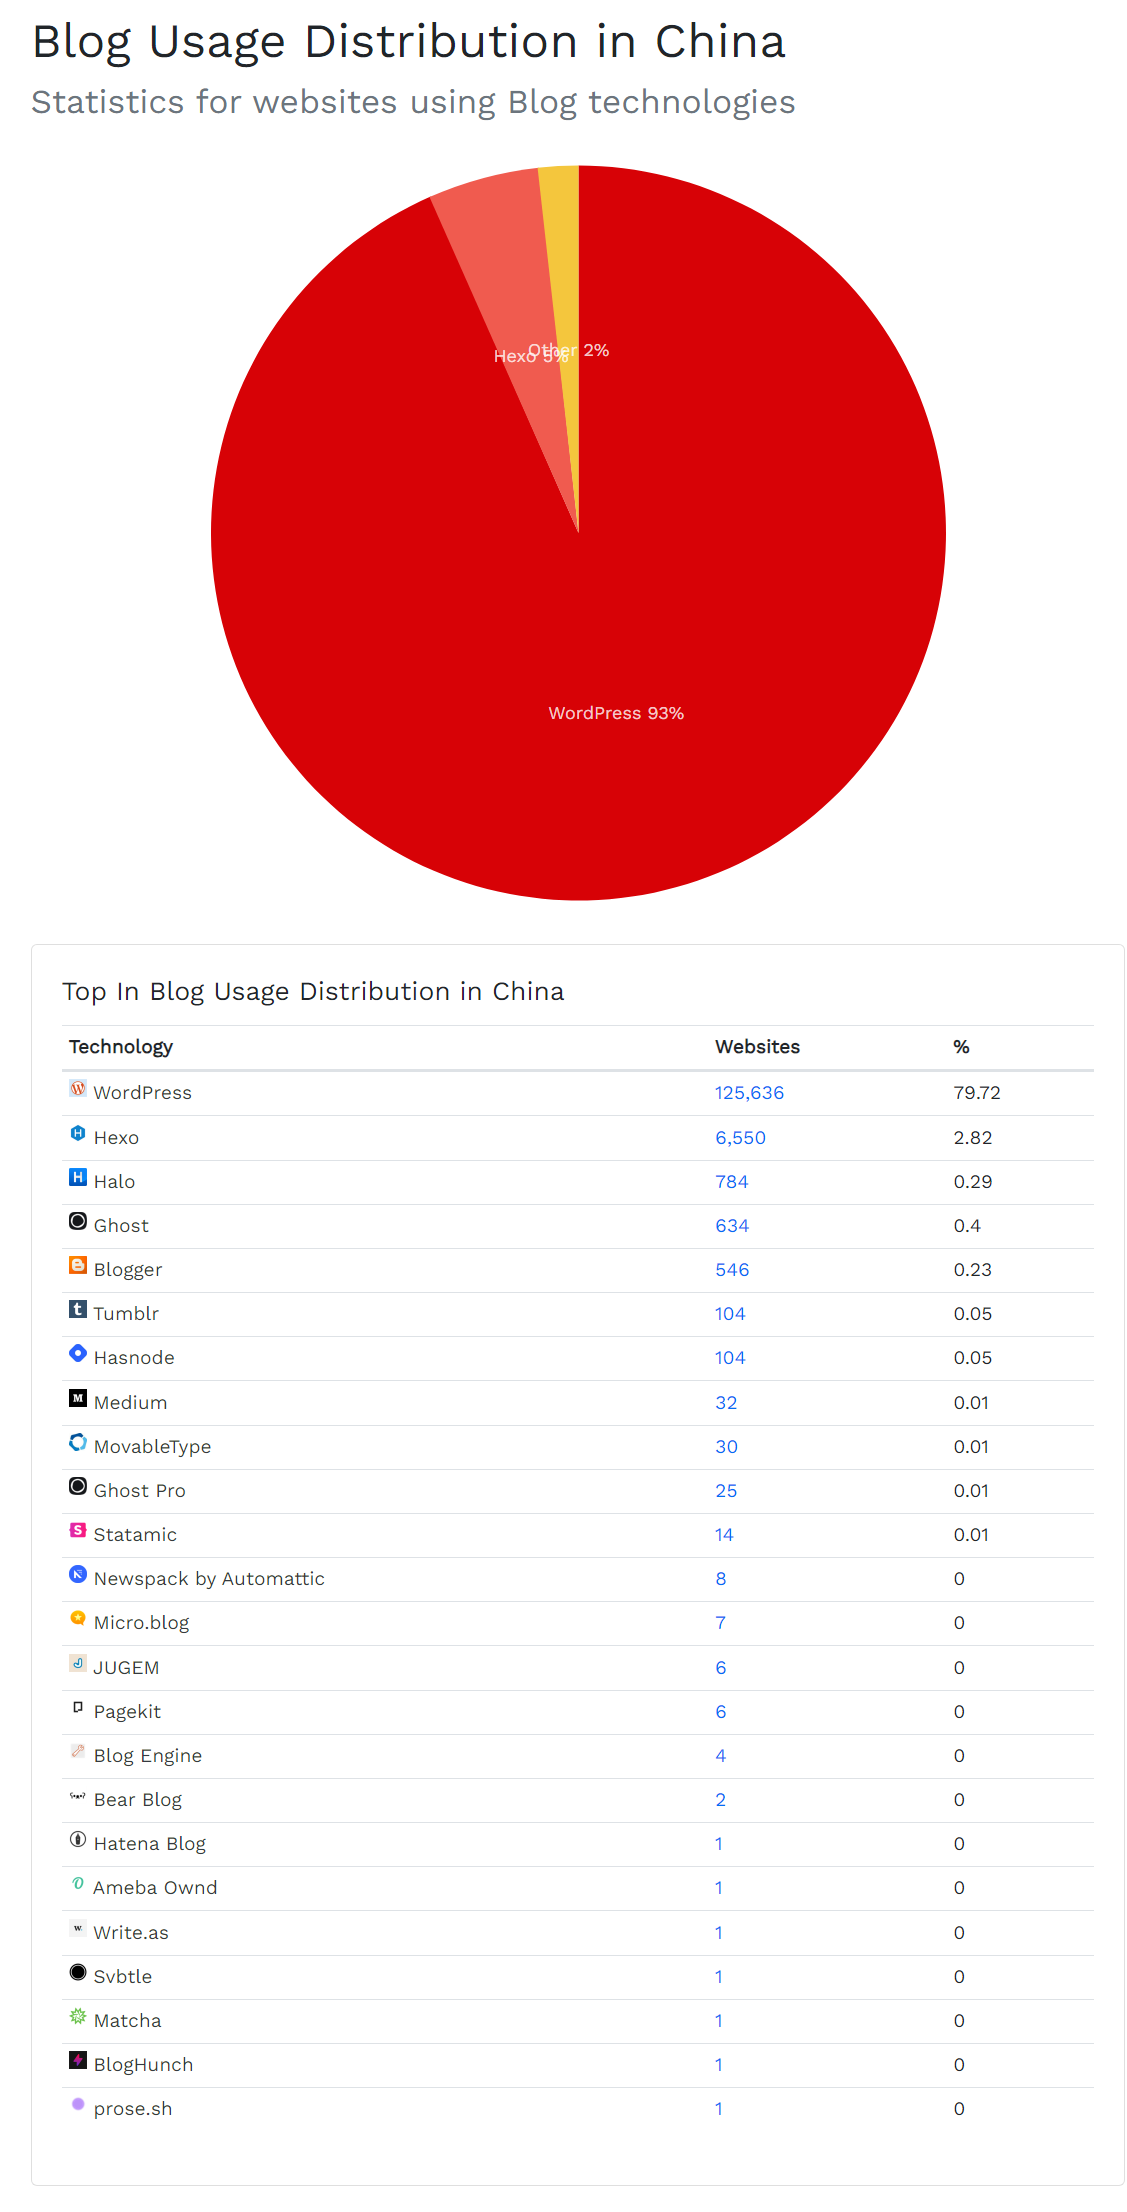 Blog Usage Distribution in China
Statistics for websites using Blog technologies
Other 2%
Hexo 5%
WordPress 93%
Top In Blog Usage Distribution in China
Technology Websites %
WordPress 125,636 79.72
Hexo 6,550 2.82
Halo 784 0.29
Ghost 634 0.4
Blogger 546 0.23
Tumblr 104 0.05
Hasnode 104 0.05
Medium 32 0.01
MovableType 30 0.01
Ghost Pro 25 0.01
Statamic 14 0.01
Newspack by Automattic 8 0
Micro.blog 7 0
JUGEM 6 0
Pagekit 6 0
Blog Engine 4 0
Bear Blog 2 0
Hatena Blog 1 0
Ameba Ownd 1 0
Write.as 1 0
Svbtle 1 0
Matcha 1 0
BlogHunch 1 0
prose.sh 1 0